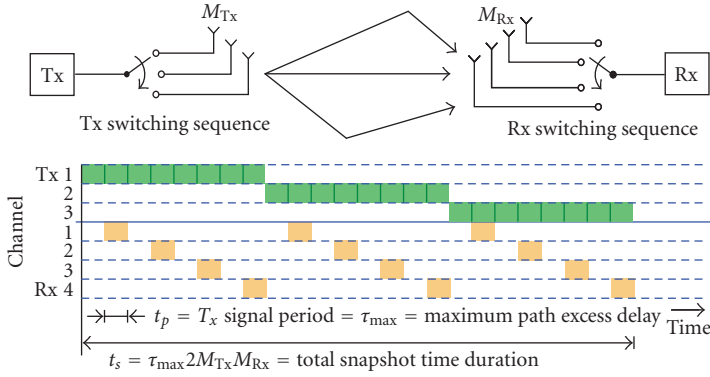 M_Tx
M_Rx
Tx
Rx
Tx switching sequence
Rx switching sequence
Channel
Tx 1
2
3
1
2
3
Rx 4
t_p = T_x signal period = τ_max = maximum path excess delay
Time
t_s = τ_max 2M_Tx M_Rx = total snapshot time duration